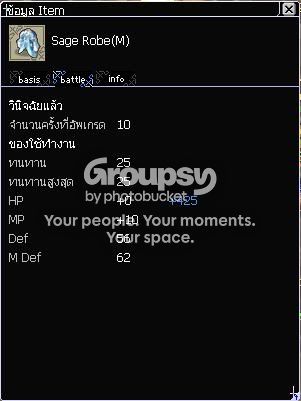 ข้อมูล Item
Sage Robe(M)
basis battle info
วินิจฉัยแล้ว
จำนวนครั้งที่อัพเกรด 10
ของใช้ทำงาน
ทนทาน 25
ทนทานสูงสุด 25
Groupsy
by photobucket
HP +0 +425
MP +10
Your people. Your moments.
Your space.
Def 56
M Def 62